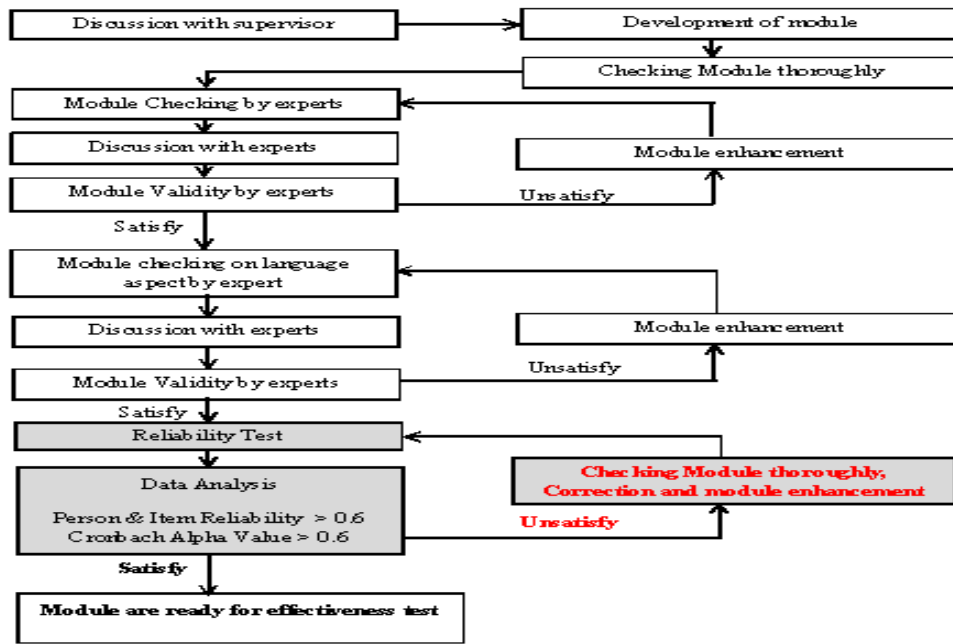 Discussion with supervisor
Development of module
Checking Module thoroughly
Module Checking by experts
Discussion with experts
Module enhancement
Module Validity by experts
Unsatisfy
Satisfy
Module checking on language
aspect by expert
Discussion with experts
Module enhancement
Module Validity by experts
Unsatisfy
Satisfy
Reliability Test
Data Analysis
Person & Item Reliability > 0.6
Cronbach Alpha Value > 0.6
Checking Module thoroughly,
Correction and module enhancement
Unsatisfy
Satisfy
Module are ready for effectiveness test